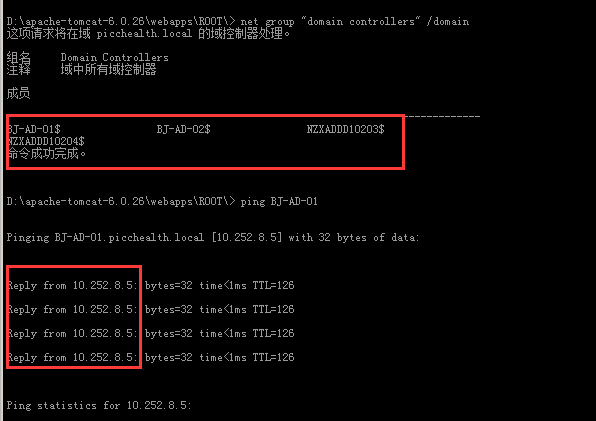 D:\apache-tomcat-6.0.26\webapps\ROOT\> net group "domain controllers" /domain
这项请求将在域 picchealth.local 的域控制器处理。
组名 Domain Controllers
注释 域中所有域控制器
成员
-------------------------------------------------------------------------------
BJ-AD-01$ BJ-AD-02$ NZXADDD10203$
NZXADDD10204$
命令成功完成。
D:\apache-tomcat-6.0.26\webapps\ROOT\> ping BJ-AD-01
Pinging BJ-AD-01.picchealth.local [10.252.8.5] with 32 bytes of data:
Reply from 10.252.8.5: bytes=32 time<1ms TTL=126
Reply from 10.252.8.5: bytes=32 time<1ms TTL=126
Reply from 10.252.8.5: bytes=32 time<1ms TTL=126
Reply from 10.252.8.5: bytes=32 time<1ms TTL=126
Ping statistics for 10.252.8.5: